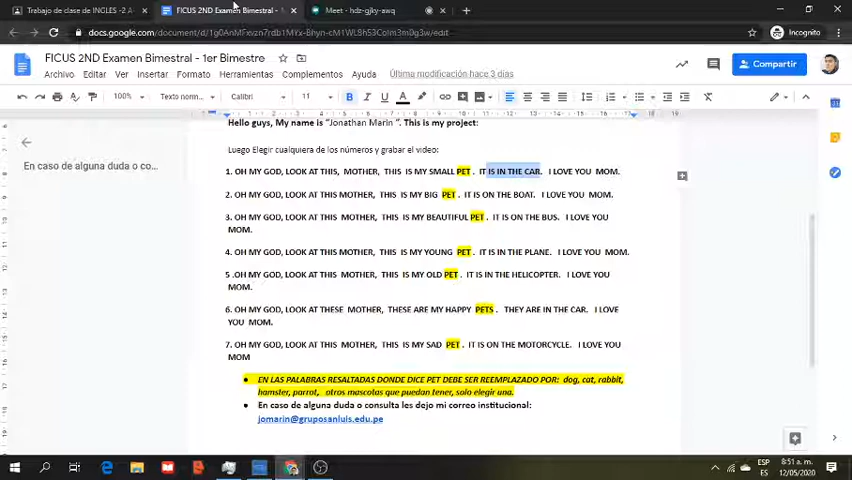 Trabajo de clase de INGLES -2 A
FICUS 2ND Examen Bimestral -
Meet - hdz-gjky-awq
Incognito
FICUS 2ND Examen Bimestral - 1er Bimestre
Archivo Editar Ver Insertar Formato Herramientas Complementos Ayuda Última modificación hace 3 días
Compartir
100% Texto norm... Calibri 11
Hello guys, My name is “Jonathan Marin ”. This is my project:
Luego Elegir cualquiera de los números y grabar el video:
En caso de alguna duda o co...
1. OH MY GOD, LOOK AT THIS, MOTHER, THIS IS MY SMALL PET . IT IS IN THE CAR. I LOVE YOU MOM.
2. OH MY GOD, LOOK AT THIS MOTHER, THIS IS MY BIG PET . IT IS ON THE BOAT. I LOVE YOU MOM.
3. OH MY GOD, LOOK AT THIS MOTHER, THIS IS MY BEAUTIFUL PET . IT IS ON THE BUS. I LOVE YOU
MOM.
4. OH MY GOD, LOOK AT THIS MOTHER, THIS IS MY YOUNG PET . IT IS IN THE PLANE. I LOVE YOU MOM.
5 .OH MY GOD, LOOK AT THIS MOTHER, THIS IS MY OLD PET . IT IS IN THE HELICOPTER. I LOVE YOU
MOM.
6. OH MY GOD, LOOK AT THESE MOTHER, THESE ARE MY HAPPY PETS . THEY ARE IN THE CAR. I LOVE
YOU MOM.
7. OH MY GOD, LOOK AT THIS MOTHER, THIS IS MY SAD PET . IT IS ON THE MOTORCYCLE. I LOVE YOU
MOM
EN LAS PALABRAS RESALTADAS DONDE DICE PET DEBE SER REEMPLAZADO POR: dog, cat, rabbit,
hamster, parrot, otros mascotas que puedan tener, solo elegir una.
En caso de alguna duda o consulta les dejo mi correo institucional:
jomarin@gruposanluis.edu.pe
ESP 8:51 a. m.
ES 12/05/2020